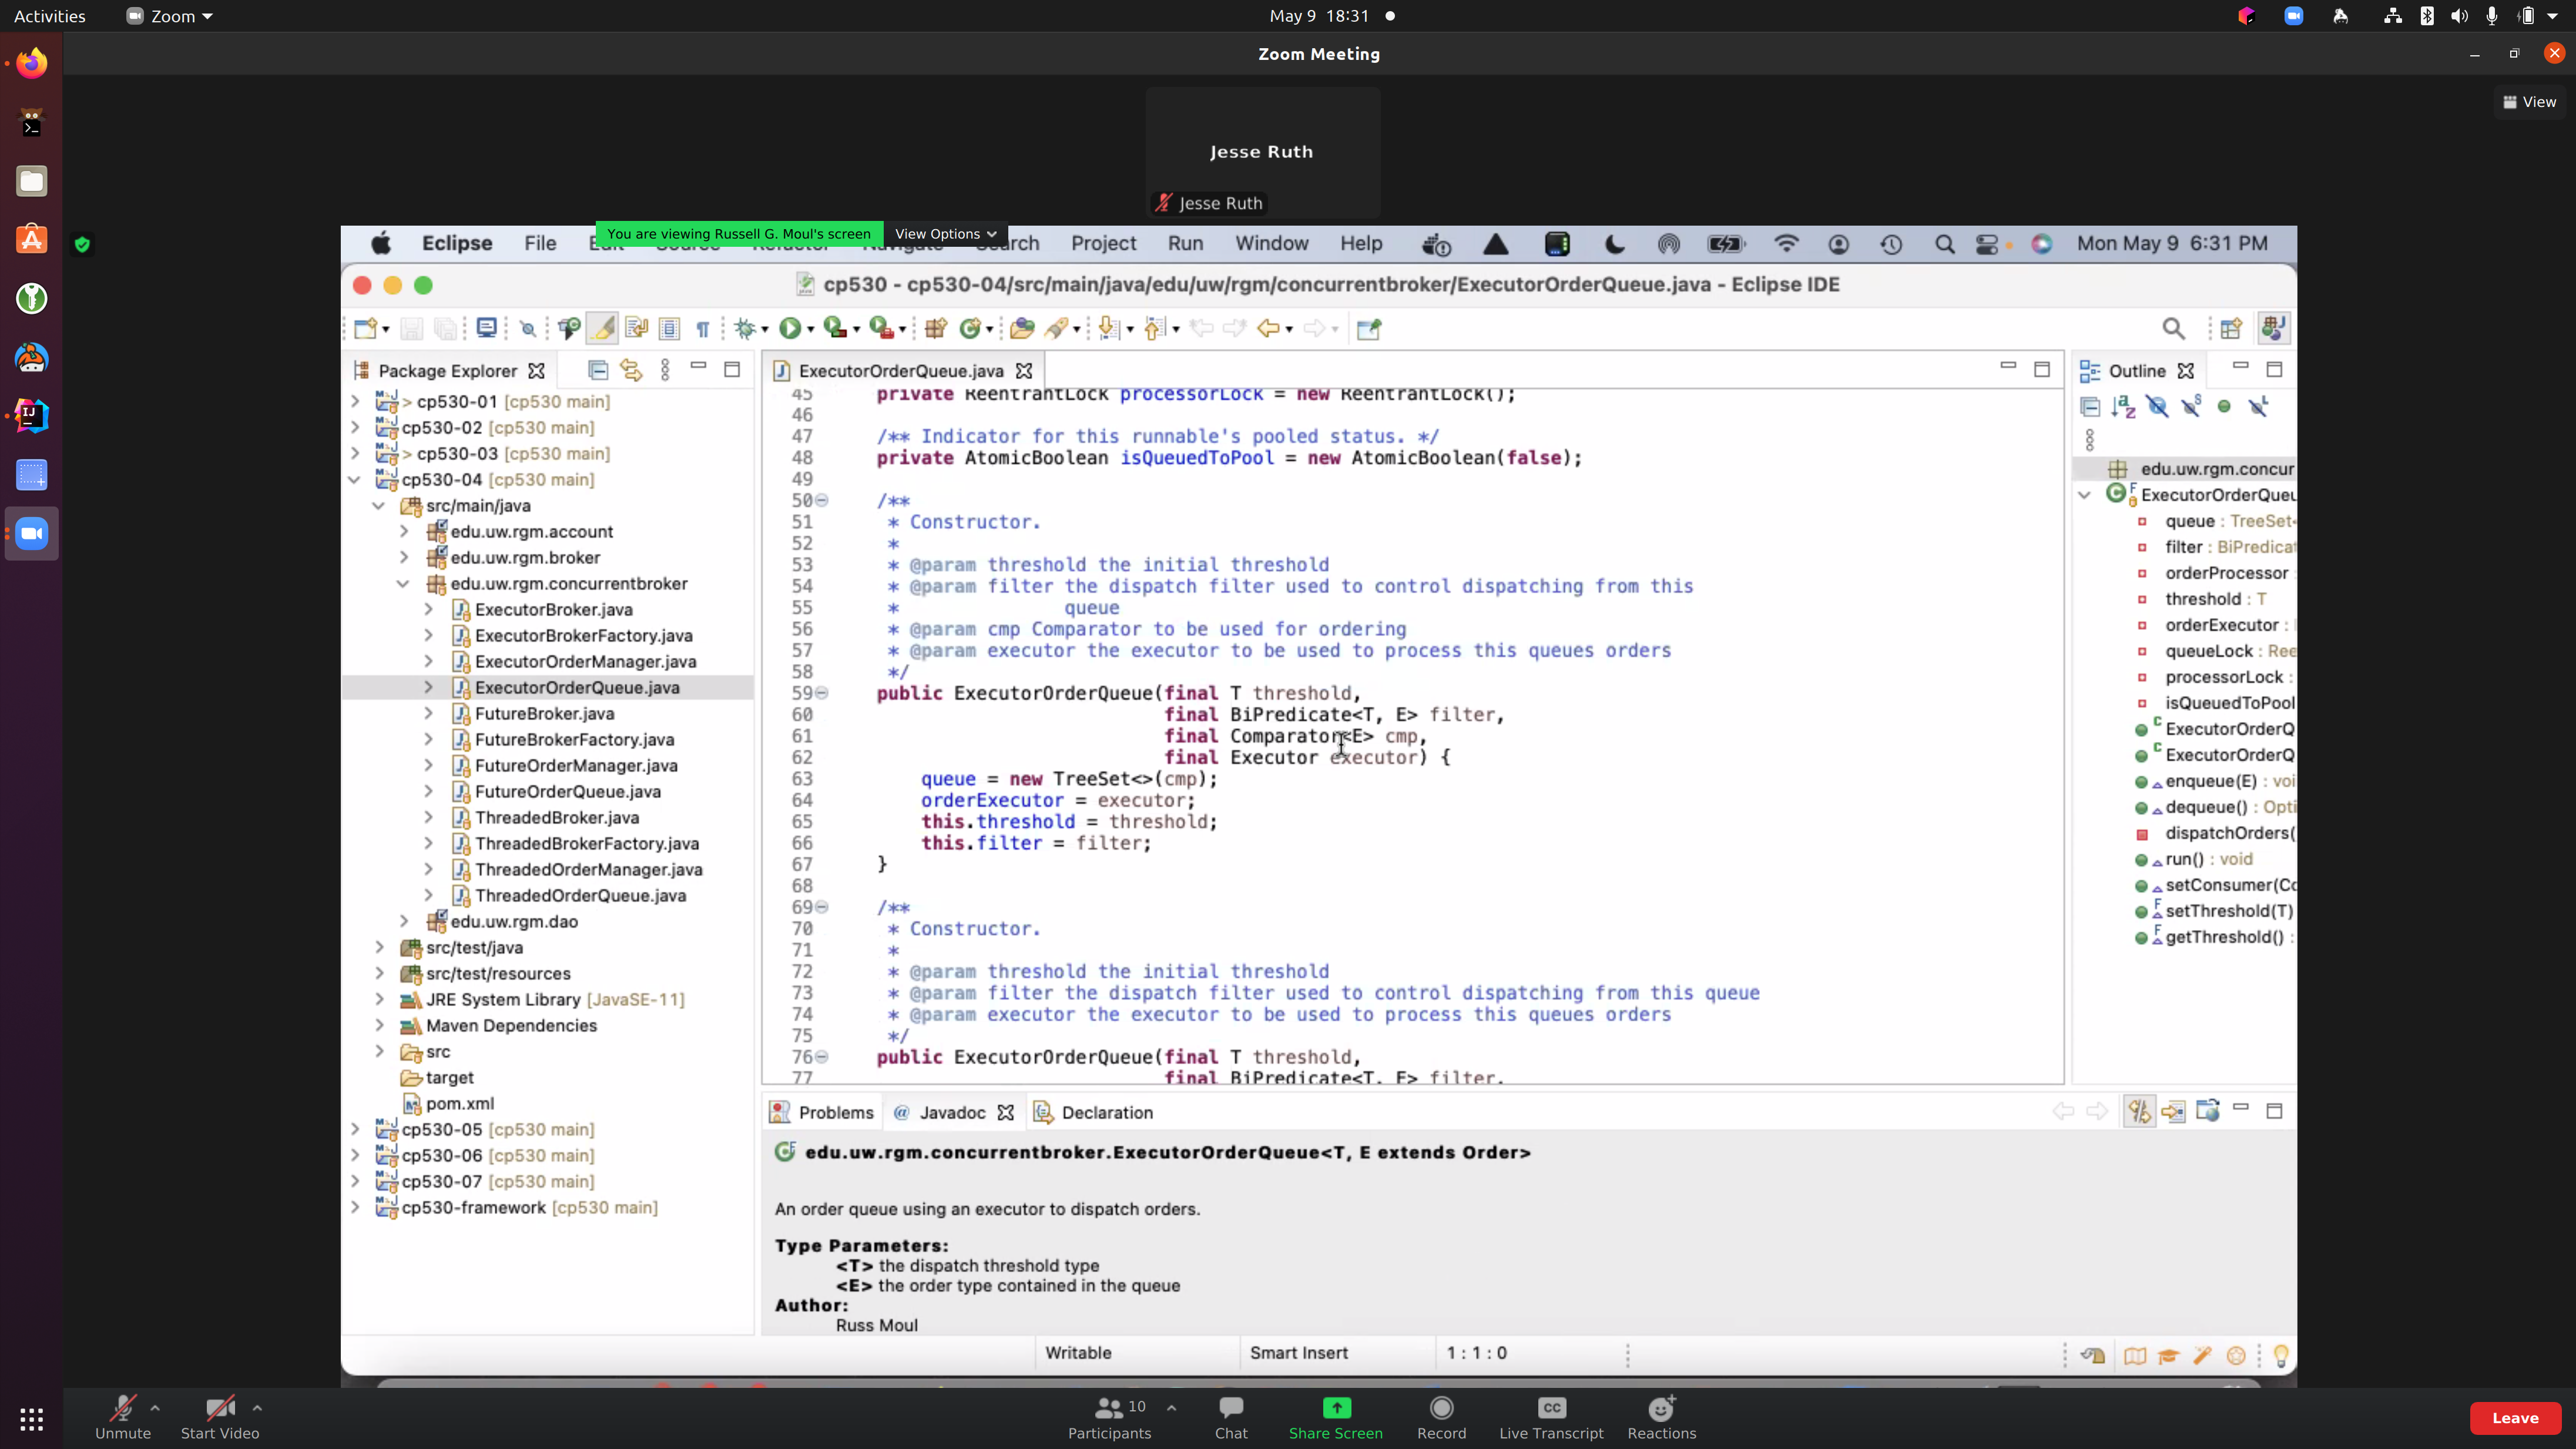 Activities
Zoom
May 9 18:31
Zoom Meeting
View
Jesse Ruth
Jesse Ruth
You are viewing Russell G. Moul's screen
View Options
Eclipse File Project Run Window Help Mon May 9 6:31 PM
cp530 - cp530-04/src/main/java/edu/uw/rgm/concurrentbroker/ExecutorOrderQueue.java - Eclipse IDE
Package Explorer
> cp530-01 [cp530 main]
cp530-02 [cp530 main]
> cp530-03 [cp530 main]
cp530-04 [cp530 main]
src/main/java
edu.uw.rgm.account
edu.uw.rgm.broker
edu.uw.rgm.concurrentbroker
ExecutorBroker.java
ExecutorBrokerFactory.java
ExecutorOrderManager.java
ExecutorOrderQueue.java
FutureBroker.java
FutureBrokerFactory.java
FutureOrderManager.java
FutureOrderQueue.java
ThreadedBroker.java
ThreadedBrokerFactory.java
ThreadedOrderManager.java
ThreadedOrderQueue.java
edu.uw.rgm.dao
src/test/java
src/test/resources
JRE System Library [JavaSE-11]
Maven Dependencies
src
target
pom.xml
cp530-05 [cp530 main]
cp530-06 [cp530 main]
cp530-07 [cp530 main]
cp530-framework [cp530 main]
ExecutorOrderQueue.java
45 private ReentrantLock processorLock = new ReentrantLock();
46
47 /** Indicator for this runnable's pooled status. */
48 private AtomicBoolean isQueuedToPool = new AtomicBoolean(false);
49
50 /**
51 * Constructor.
52 *
53 * @param threshold the initial threshold
54 * @param filter the dispatch filter used to control dispatching from this
55 * queue
56 * @param cmp Comparator to be used for ordering
57 * @param executor the executor to be used to process this queues orders
58 */
59 public ExecutorOrderQueue(final T threshold,
60 final BiPredicate<T, E> filter,
61 final Comparator<E> cmp,
62 final Executor executor) {
63 queue = new TreeSet<>(cmp);
64 orderExecutor = executor;
65 this.threshold = threshold;
66 this.filter = filter;
67 }
68
69 /**
70 * Constructor.
71 *
72 * @param threshold the initial threshold
73 * @param filter the dispatch filter used to control dispatching from this queue
74 * @param executor the executor to be used to process this queues orders
75 */
76 public ExecutorOrderQueue(final T threshold,
77 final BiPredicate<T, E> filter,
Outline
edu.uw.rgm.concur
ExecutorOrderQueu
queue : TreeSet<
filter : BiPredicat
orderProcessor
threshold : T
orderExecutor :
queueLock : Ree
processorLock :
isQueuedToPool
ExecutorOrderQ
ExecutorOrderQ
enqueue(E) : voi
dequeue() : Opti
dispatchOrders(
run() : void
setConsumer(Co
setThreshold(T)
getThreshold() :
Problems
@ Javadoc
Declaration
edu.uw.rgm.concurrentbroker.ExecutorOrderQueue<T, E extends Order>
An order queue using an executor to dispatch orders.
Type Parameters:
<T> the dispatch threshold type
<E> the order type contained in the queue
Author:
Russ Moul
Writable
Smart Insert
1 : 1 : 0
Unmute
Start Video
10
Participants
Chat
Share Screen
Record
CC
Live Transcript
Reactions
Leave